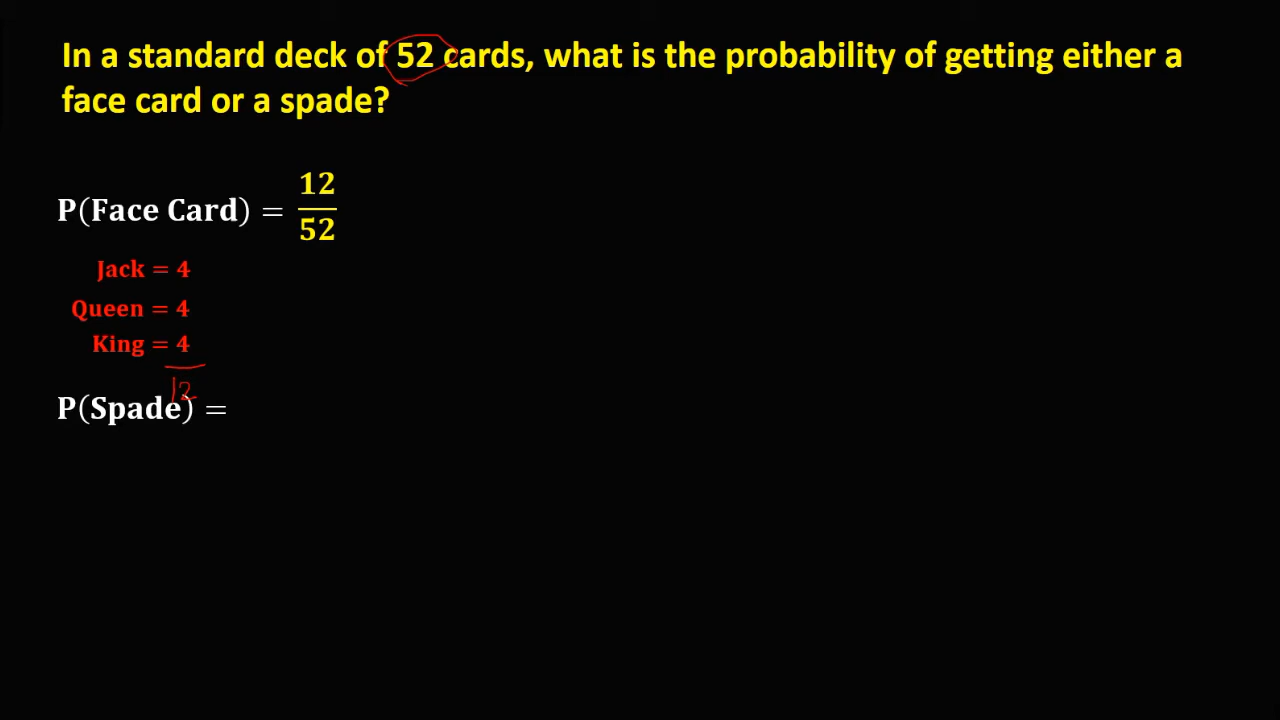 In a standard deck of 52 cards, what is the probability of getting either a
face card or a spade?
P(Face Card) = 12/52
Jack = 4
Queen = 4
King = 4
12
P(Spade) =